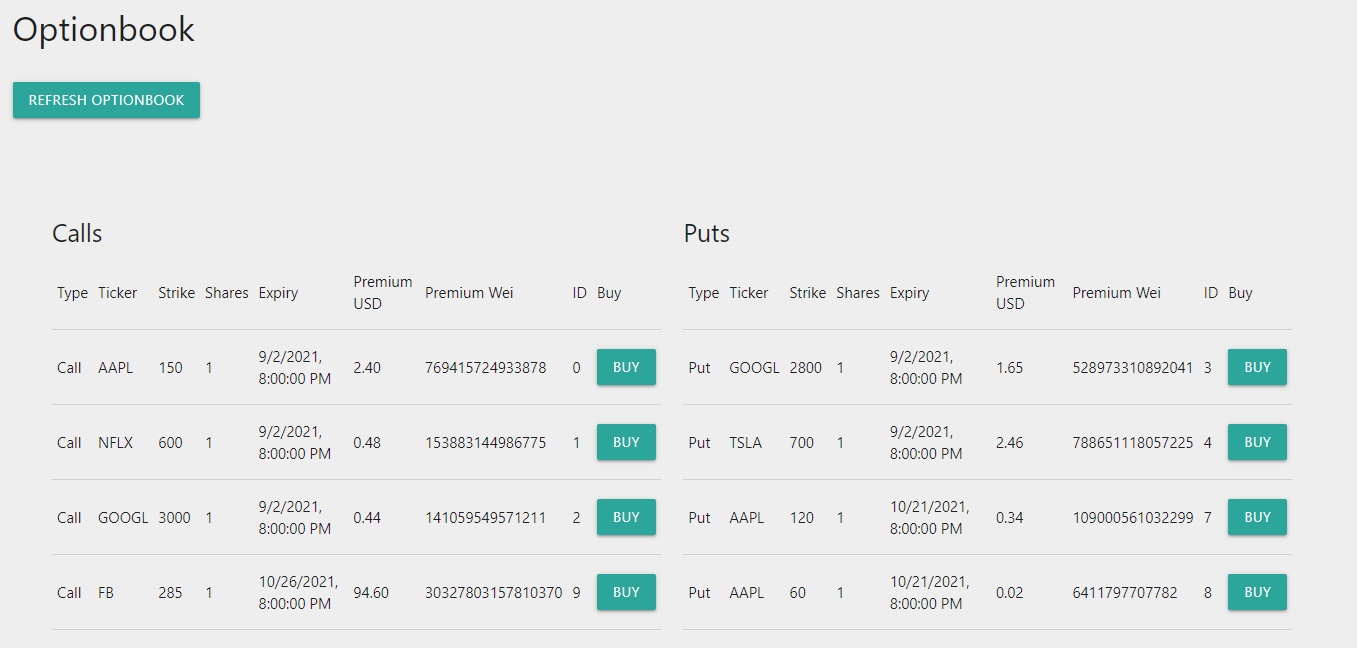 Optionbook
REFRESH OPTIONBOOK
Calls
Type Ticker Strike Shares Expiry Premium USD Premium Wei ID Buy
Call AAPL 150 1 9/2/2021, 8:00:00 PM 2.40 769415724933878 0 BUY
Call NFLX 600 1 9/2/2021, 8:00:00 PM 0.48 153883144986775 1 BUY
Call GOOGL 3000 1 9/2/2021, 8:00:00 PM 0.44 141059549571211 2 BUY
Call FB 285 1 10/26/2021, 8:00:00 PM 94.60 30327803157810370 9 BUY
Puts
Type Ticker Strike Shares Expiry Premium USD Premium Wei ID Buy
Put GOOGL 2800 1 9/2/2021, 8:00:00 PM 1.65 528973310892041 3 BUY
Put TSLA 700 1 9/2/2021, 8:00:00 PM 2.46 788651118057225 4 BUY
Put AAPL 120 1 10/21/2021, 8:00:00 PM 0.34 109000561032299 7 BUY
Put AAPL 60 1 10/21/2021, 8:00:00 PM 0.02 6411797707782 8 BUY